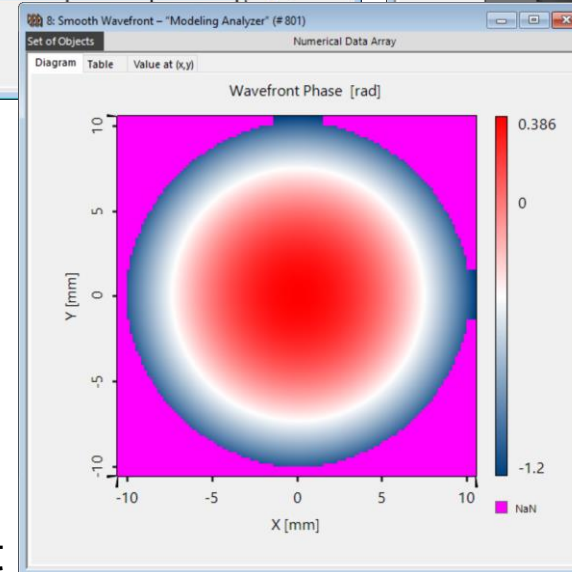 8: Smooth Wavefront – "Modeling Analyzer" (# 801)
Set of Objects
Numerical Data Array
Diagram Table Value at (x,y)
Wavefront Phase [rad]
10
5
0
-5
-10
Y [mm]
-10 -5 0 5 10
X [mm]
0.386
0
-1.2
NaN